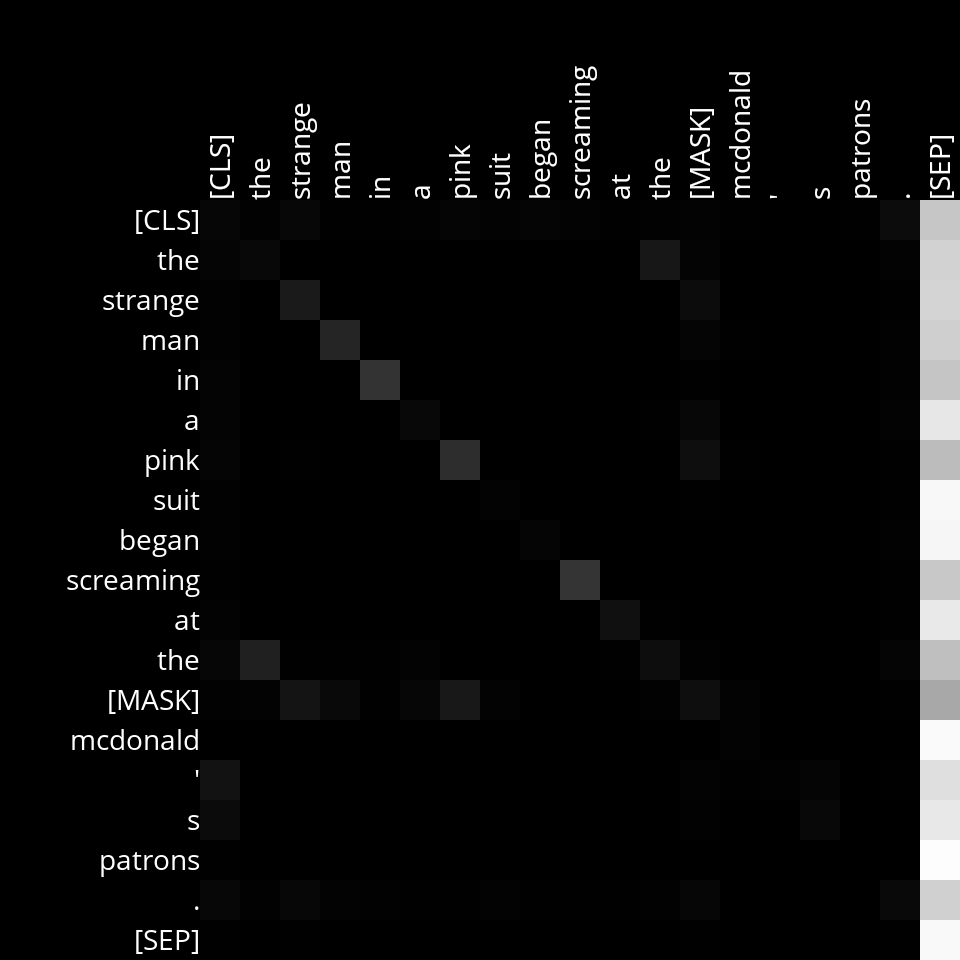 [CLS] the strange man in a pink suit began screaming at the [MASK] mcdonald ' s patrons . [SEP]
[CLS]
the
strange
man
in
a
pink
suit
began
screaming
at
the
[MASK]
mcdonald
'
s
patrons
.
[SEP]